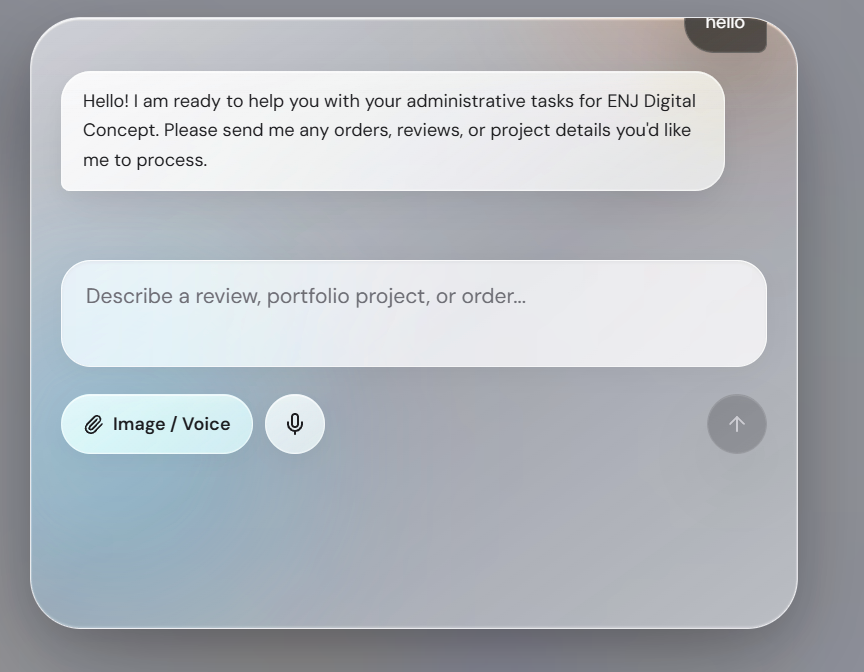 hello
Hello! I am ready to help you with your administrative tasks for ENJ Digital
Concept. Please send me any orders, reviews, or project details you'd like
me to process.
Describe a review, portfolio project, or order...
Image / Voice